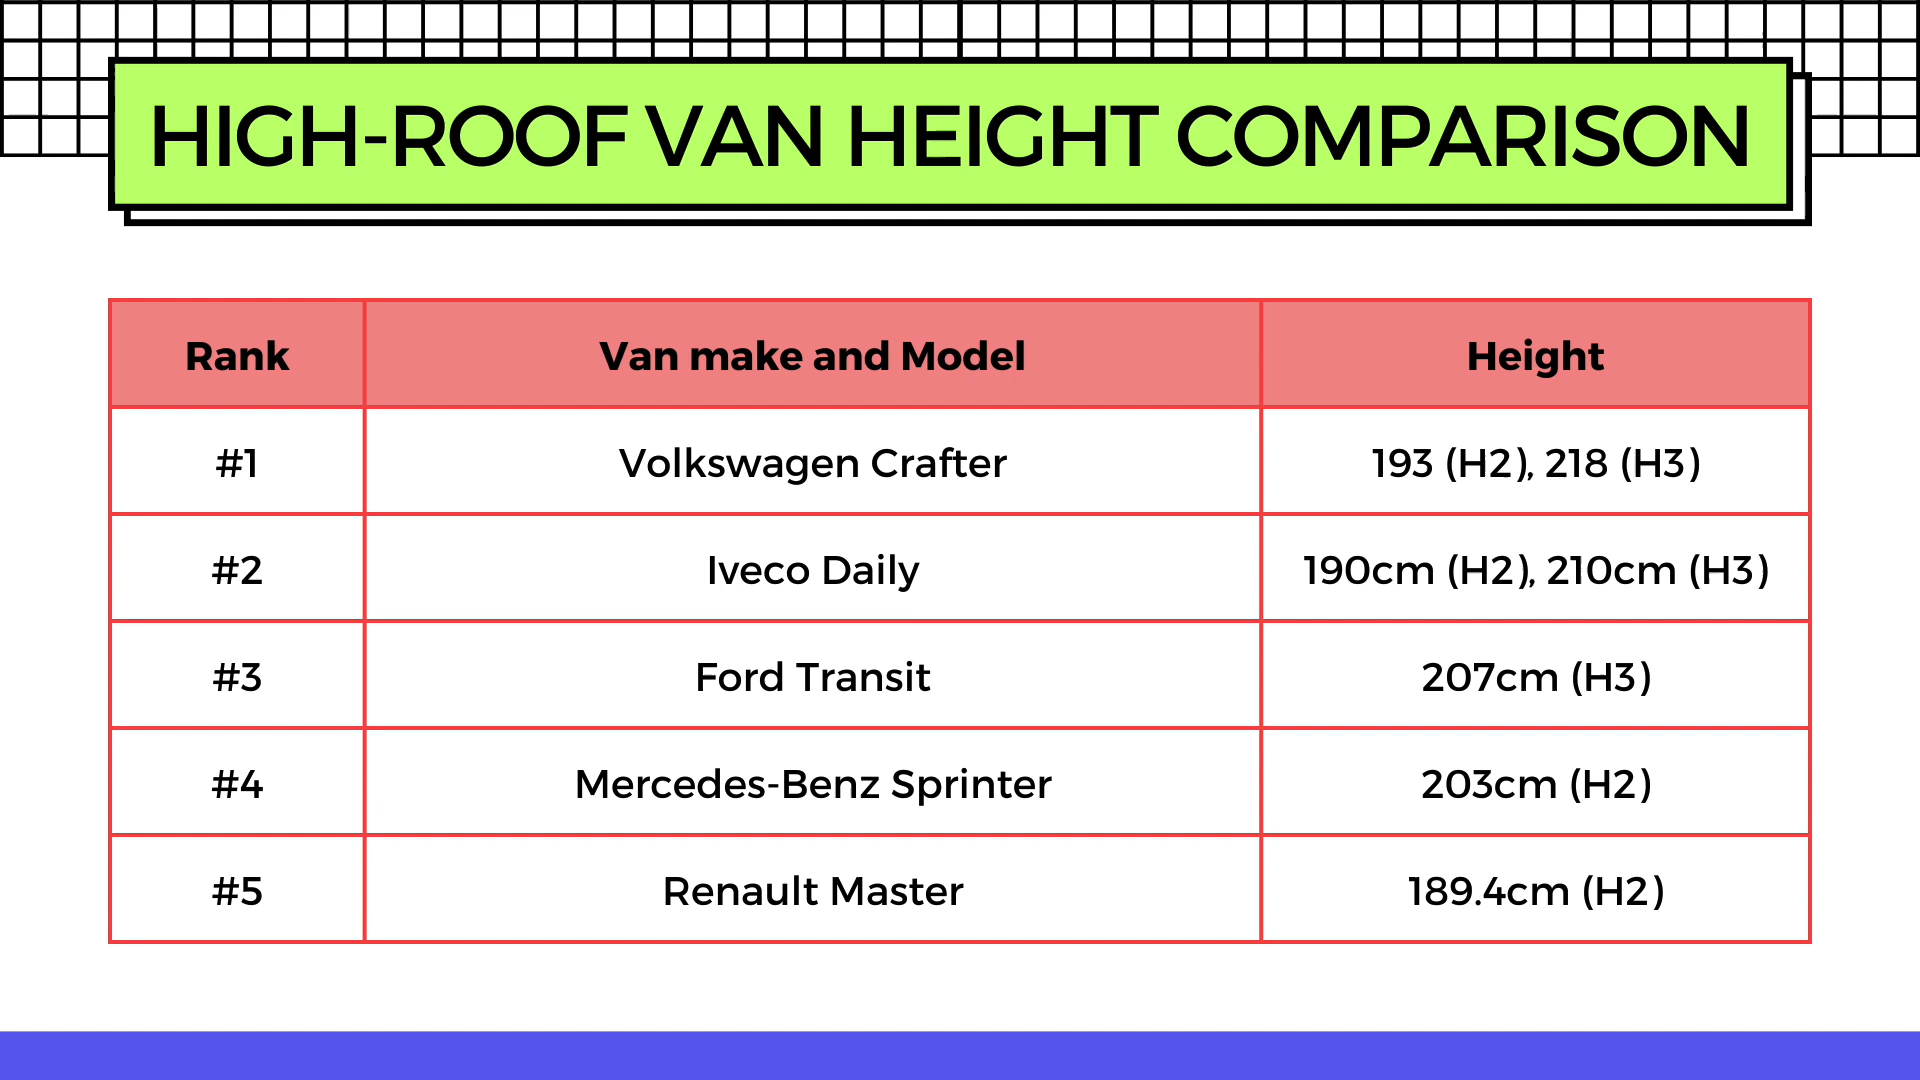 HIGH-ROOF VAN HEIGHT COMPARISON
Rank Van make and Model Height
#1 Volkswagen Crafter 193 (H2), 218 (H3)
#2 Iveco Daily 190cm (H2), 210cm (H3)
#3 Ford Transit 207cm (H3)
#4 Mercedes-Benz Sprinter 203cm (H2)
#5 Renault Master 189.4cm (H2)